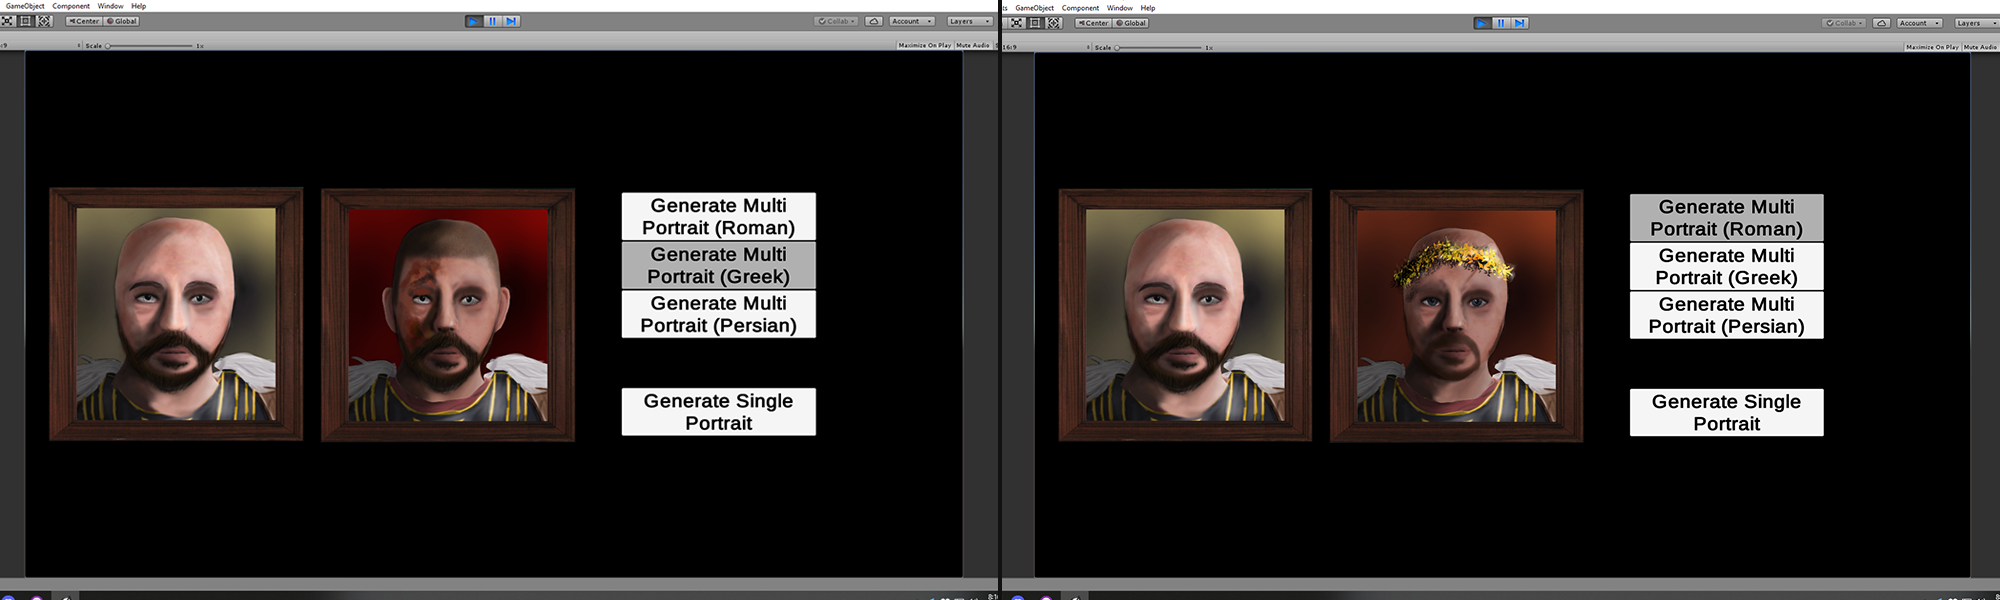 GameObject Component Window Help
Center Global
Collab Account Layers
:9 Scale 1x Maximize On Play Mute Audio
Generate Multi
Portrait (Roman)
Generate Multi
Portrait (Greek)
Generate Multi
Portrait (Persian)
Generate Single
Portrait
GameObject Component Window Help
Center Global
Collab Account Layers
16:9 Scale 1x Maximize On Play Mute Audio
Generate Multi
Portrait (Roman)
Generate Multi
Portrait (Greek)
Generate Multi
Portrait (Persian)
Generate Single
Portrait